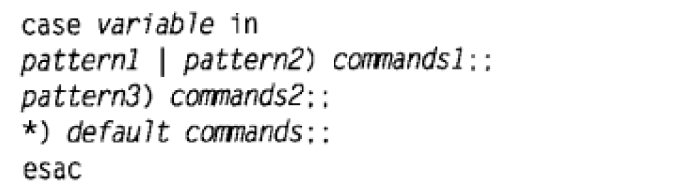 case variable in
pattern1 | pattern2) commands1;;
pattern3) commands2;;
*) default commands;;
esac